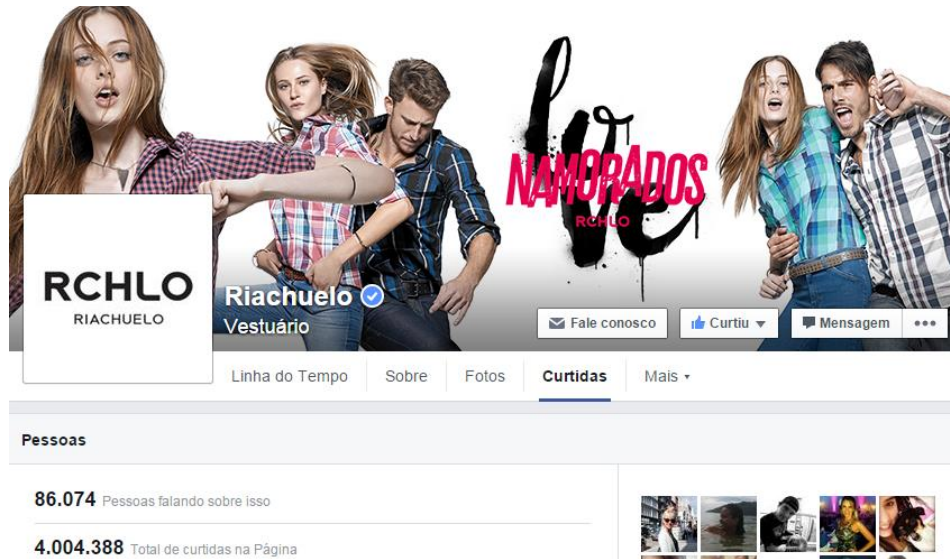 love
NAMORADOS
RCHLO
RCHLO
RIACHUELO
Riachuelo
Vestuário
Fale conosco
Curtiu
Mensagem
Linha do Tempo
Sobre
Fotos
Curtidas
Mais
Pessoas
86.074 Pessoas falando sobre isso
4.004.388 Total de curtidas na Página